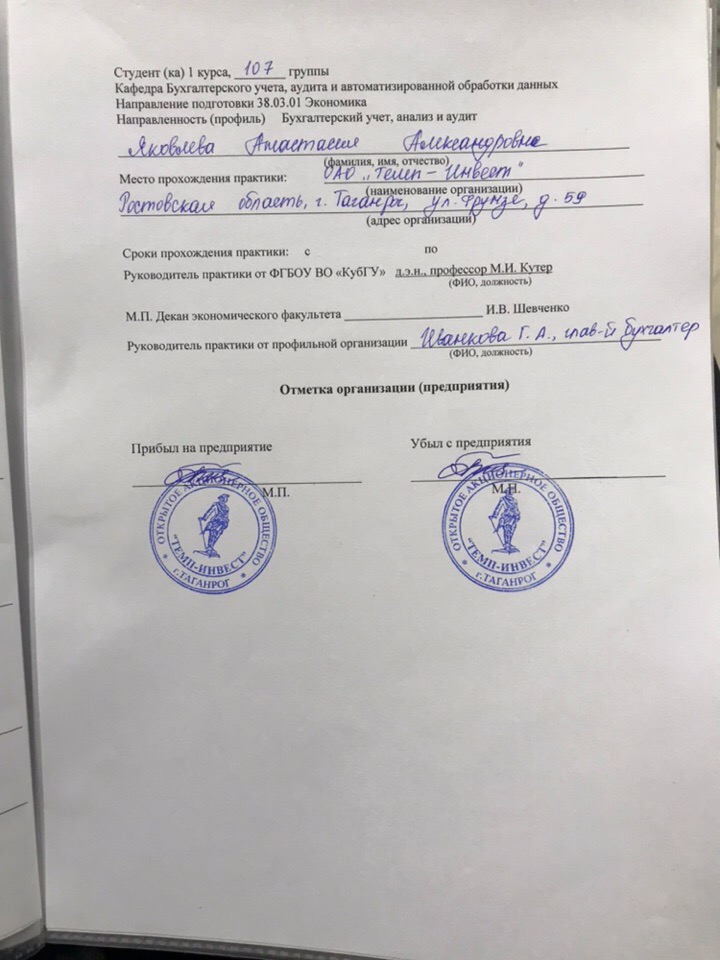 Студент (ка) 1 курса, 107 группы
Кафедра Бухгалтерского учета, аудита и автоматизированной обработки данных
Направление подготовки 38.03.01 Экономика
Направленность (профиль) Бухгалтерский учет, анализ и аудит
Яковлева Анастасия Александровна
(фамилия, имя, отчество)
Место прохождения практики: ОАО „Темп – Инвест"
(наименование организации)
Ростовская область, г. Таганрог, ул. Фрунзе, д. 59
(адрес организации)
Сроки прохождения практики: с по
Руководитель практики от ФГБОУ ВО «КубГУ» д.э.н., профессор М.И. Кутер
(ФИО, должность)
М.П. Декан экономического факультета И.В. Шевченко
Руководитель практики от профильной организации Иванкова Г. А., глав-й бухгалтер
(ФИО, должность)
Отметка организации (предприятия)
Прибыл на предприятие Убыл с предприятия
М.П. М.П.
ОТКРЫТОЕ АКЦИОНЕРНОЕ ОБЩЕСТВО
"ТЕМП-ИНВЕСТ"
* г.ТАГАНРОГ *
ОТКРЫТОЕ АКЦИОНЕРНОЕ ОБЩЕСТВО
"ТЕМП-ИНВЕСТ"
* г.ТАГАНРОГ *